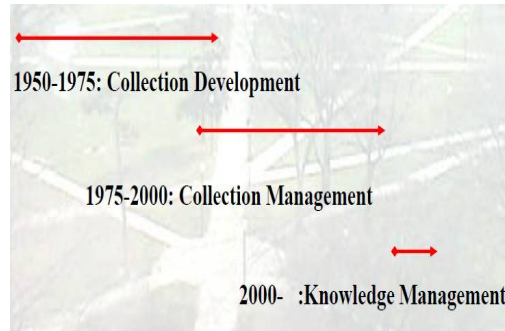 1950-1975: Collection Development
1975-2000: Collection Management
2000-   :Knowledge Management